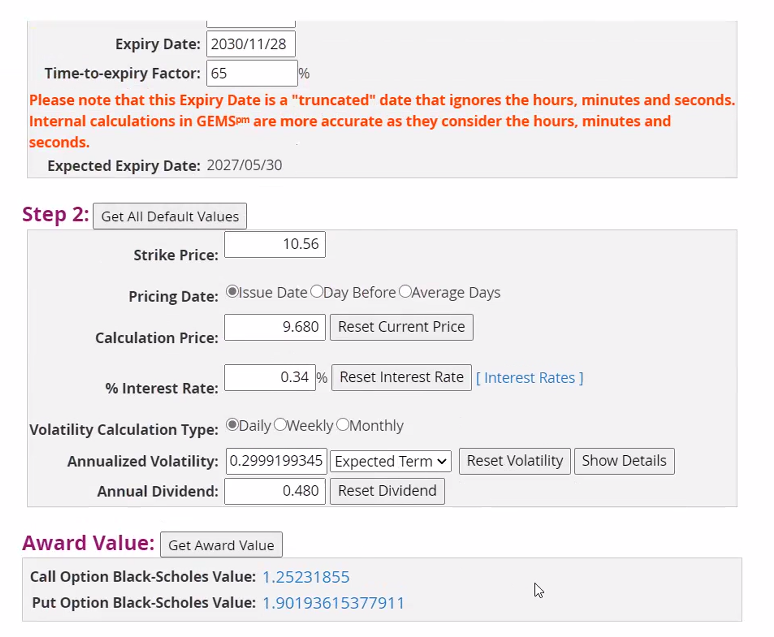 Expiry Date: 2030/11/28
Time-to-expiry Factor: 65 %
Please note that this Expiry Date is a "truncated" date that ignores the hours, minutes and seconds.
Internal calculations in GEMSpm are more accurate as they consider the hours, minutes and
seconds.
Expected Expiry Date: 2027/05/30
Step 2: Get All Default Values
Strike Price: 10.56
Pricing Date: Issue Date Day Before Average Days
Calculation Price: 9.680 Reset Current Price
% Interest Rate: 0.34 % Reset Interest Rate [ Interest Rates ]
Volatility Calculation Type: Daily Weekly Monthly
Annualized Volatility: 0.2999199345 Expected Term Reset Volatility Show Details
Annual Dividend: 0.480 Reset Dividend
Award Value: Get Award Value
Call Option Black-Scholes Value: 1.25231855
Put Option Black-Scholes Value: 1.90193615377911